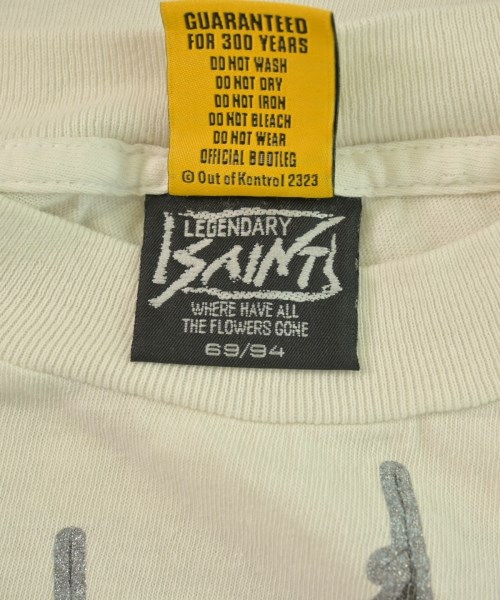 GUARANTEED
FOR 300 YEARS
DO NOT WASH
DO NOT DRY
DO NOT IRON
DO NOT BLEACH
DO NOT WEAR
OFFICIAL BOOTLEG
© Out of Kontrol 2323
LEGENDARY
SAINTS
WHERE HAVE ALL
THE FLOWERS GONE
69/94